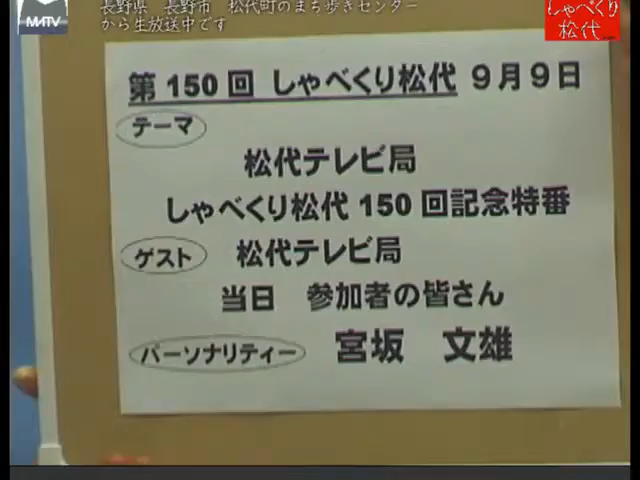 長野県　長野市　松代町のまち歩きセンター
から生放送中です
MATV
しゃべくり
松代
第150回 しゃべくり松代 9月9日
テーマ
松代テレビ局
しゃべくり松代150回記念特番
ゲスト 松代テレビ局
当日　参加者の皆さん
パーソナリティー 宮坂　文雄